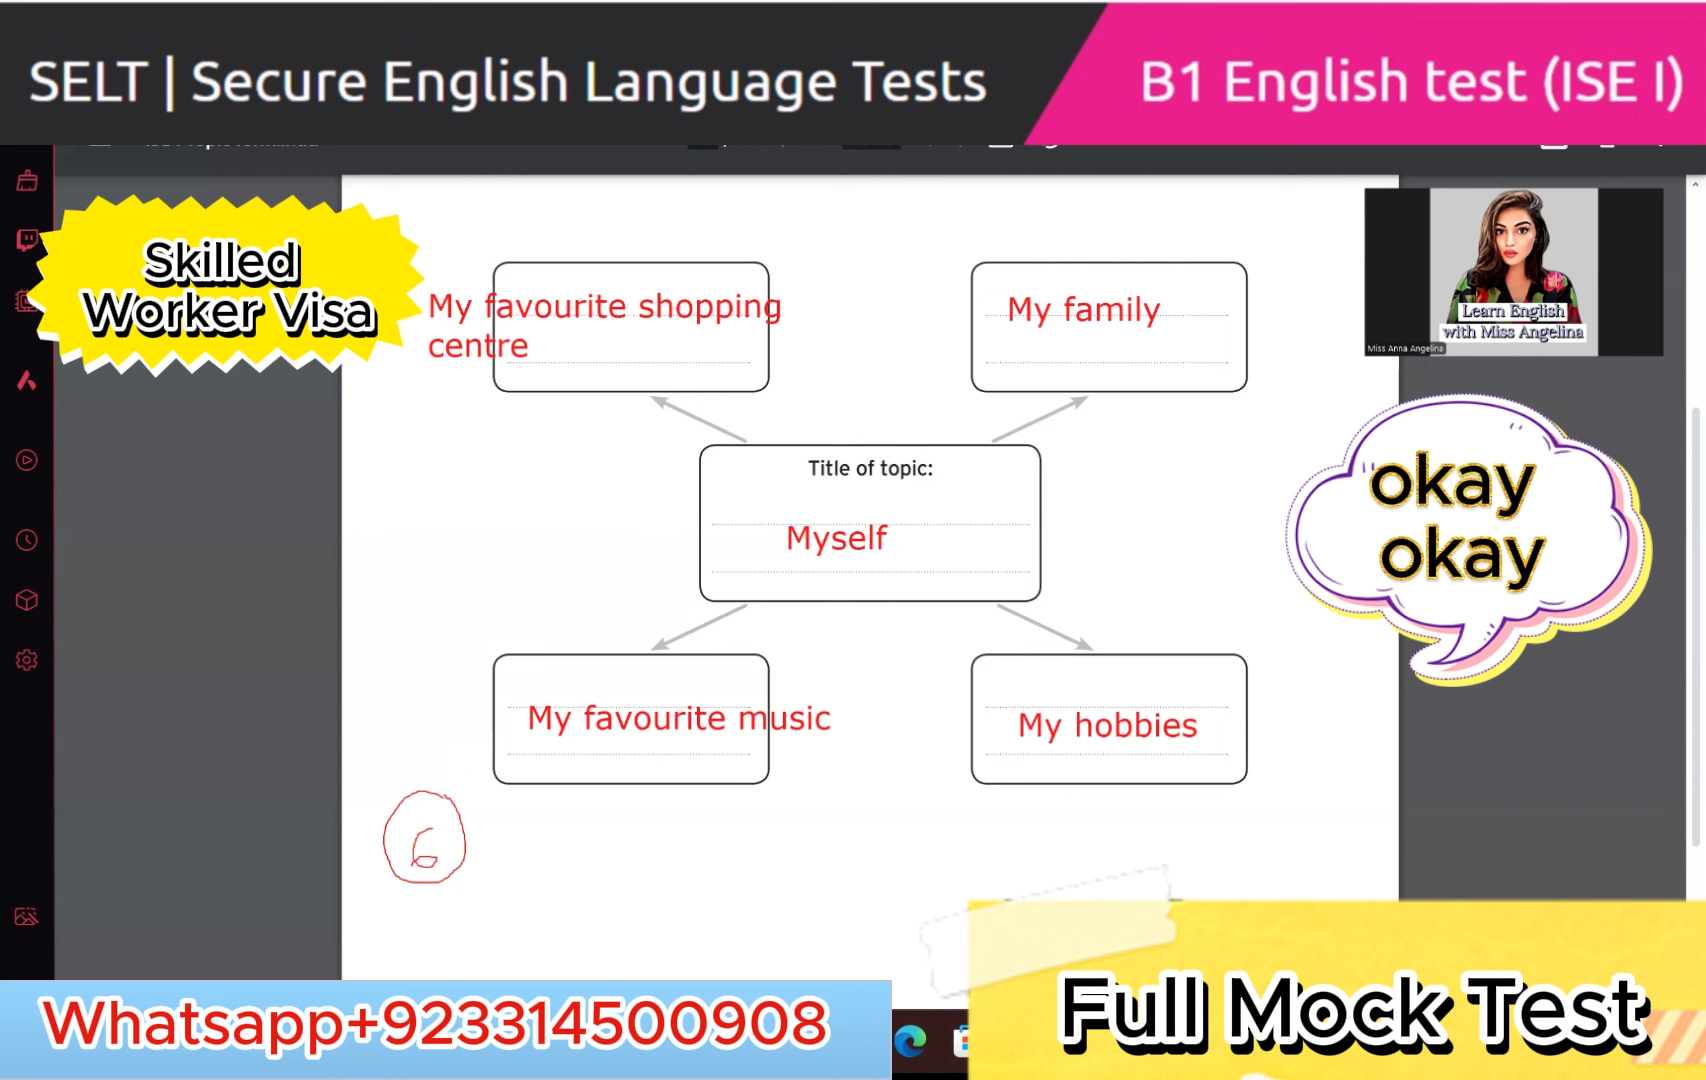 SELT | Secure English Language Tests
B1 English test (ISE I)
Skilled
Worker Visa
My favourite shopping
centre
My family
Learn English
with Miss Angelina
Miss Anna Angelina
Title of topic:
Myself
okay
okay
My favourite music
My hobbies
6
Whatsapp+923314500908
Full Mock Test